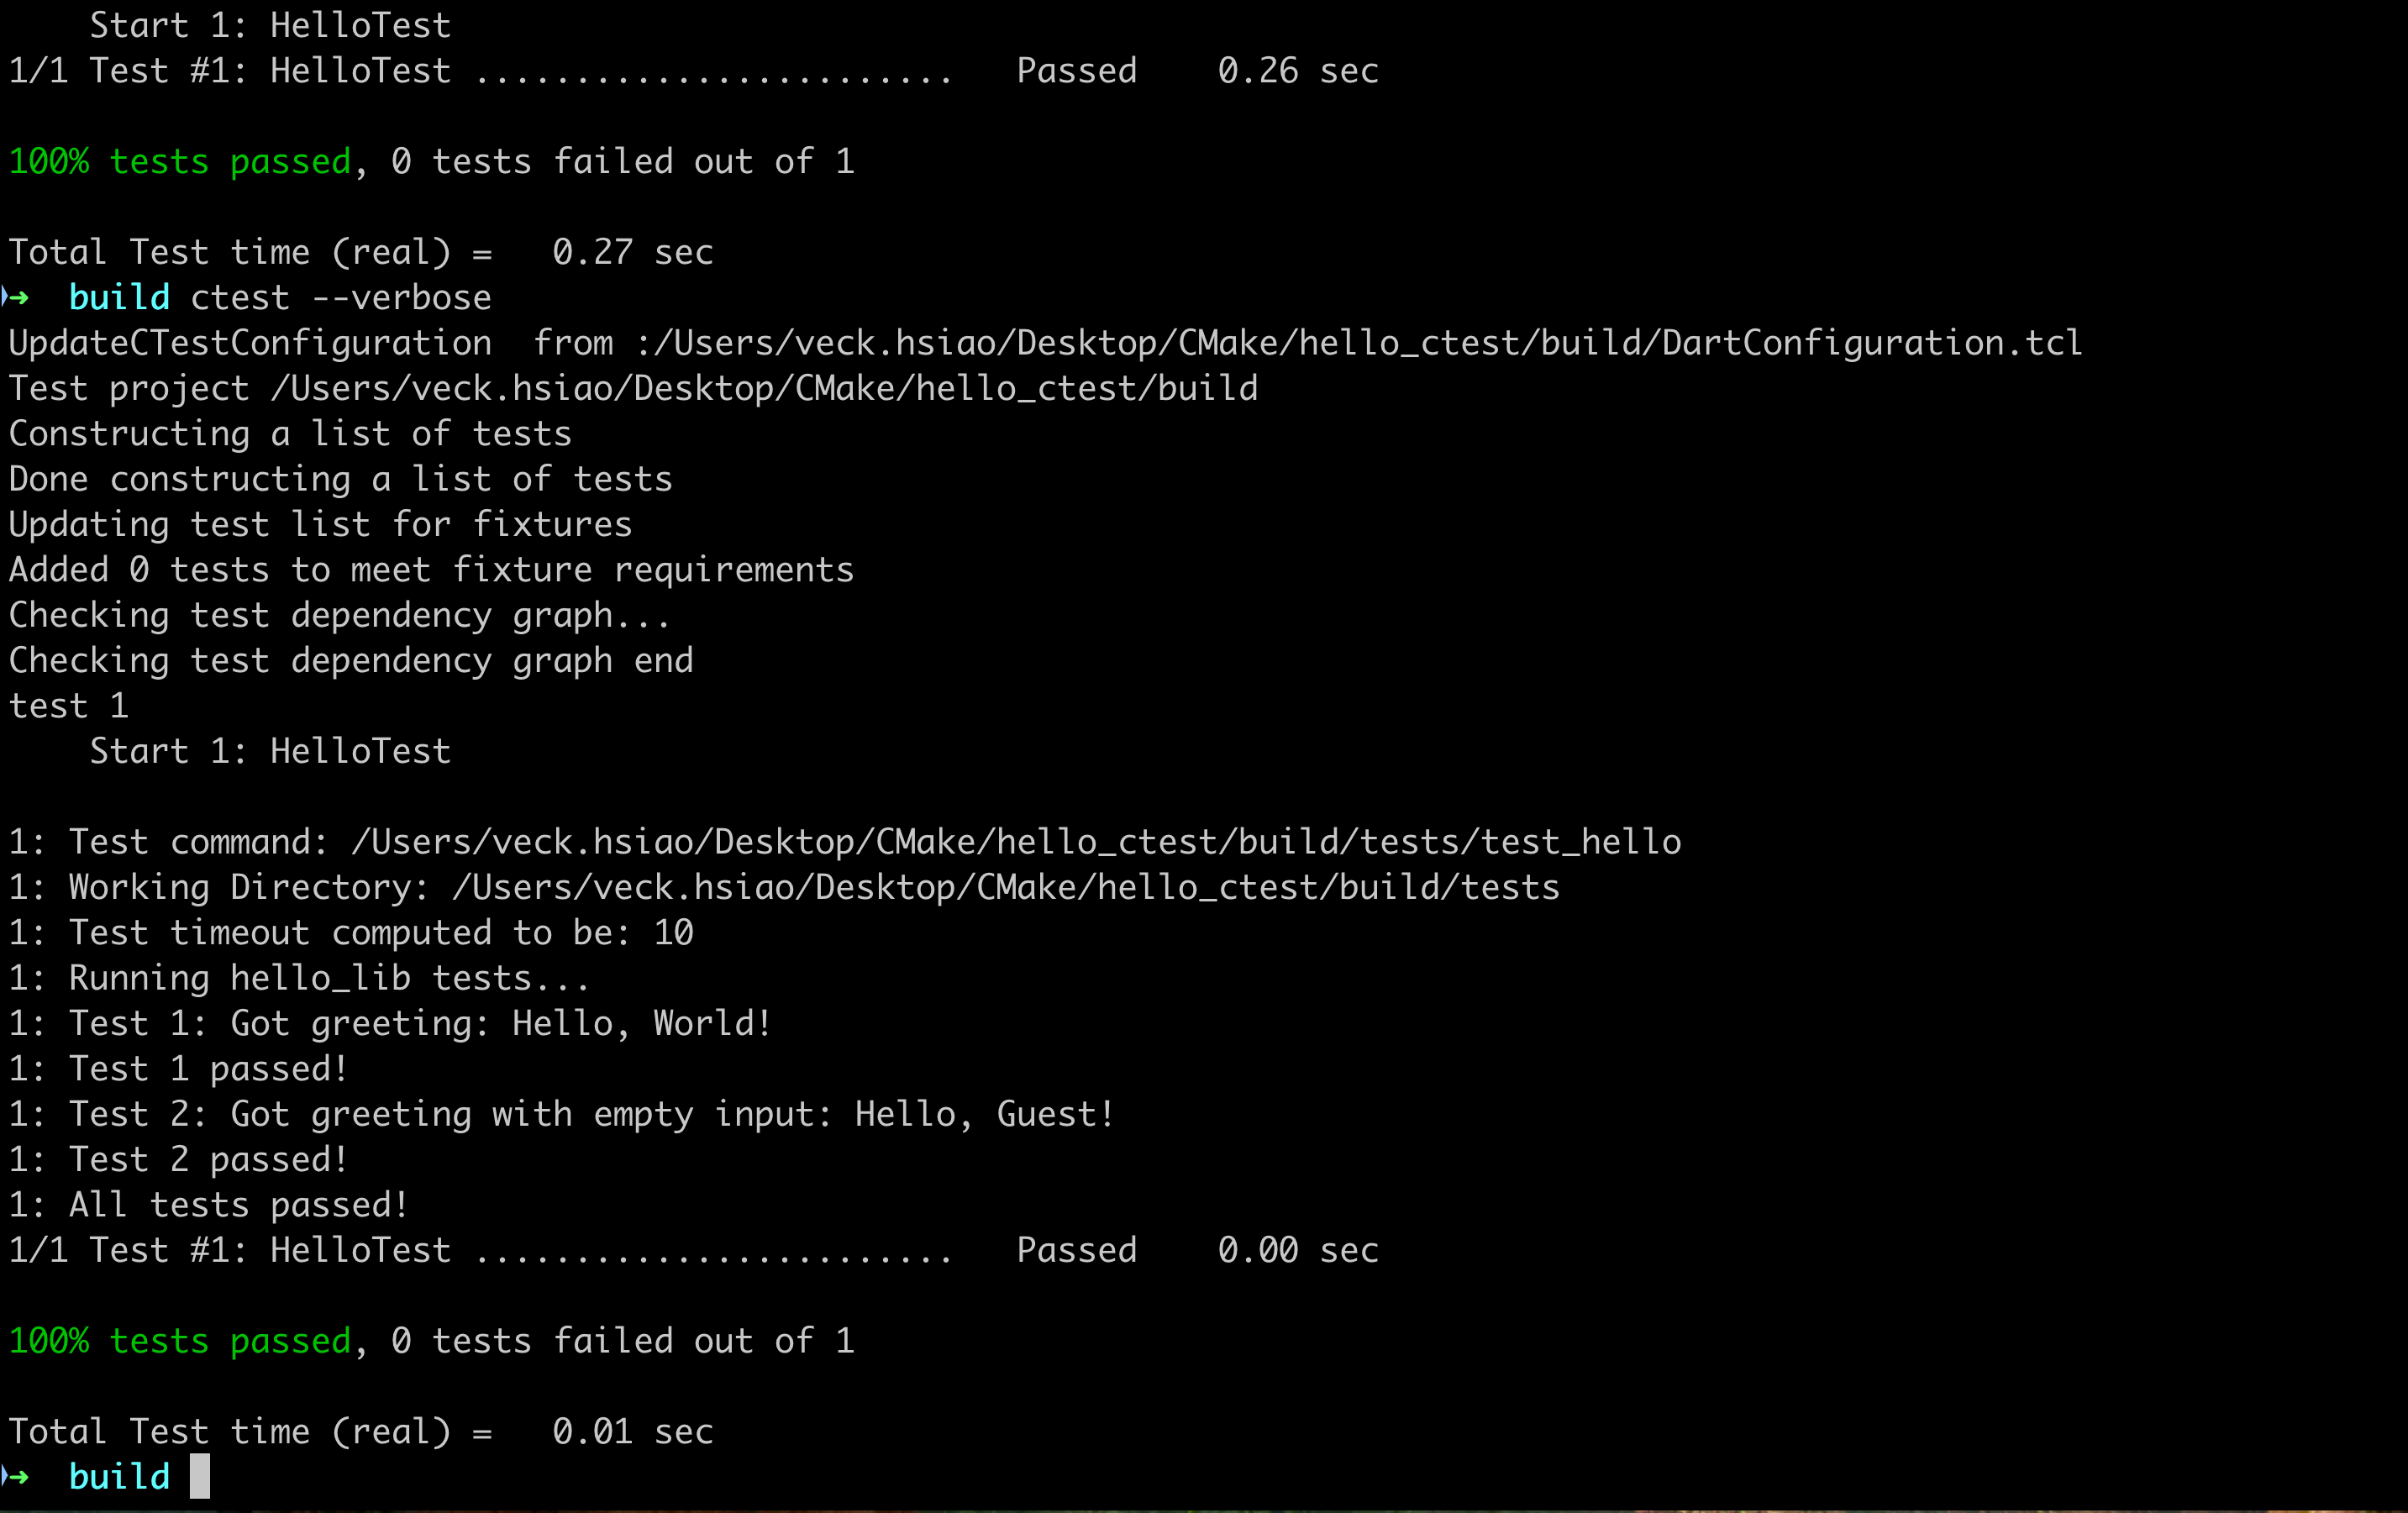 Start 1: HelloTest
1/1 Test #1: HelloTest ........................   Passed    0.26 sec

100% tests passed, 0 tests failed out of 1

Total Test time (real) =   0.27 sec
➜  build ctest --verbose
UpdateCTestConfiguration  from :/Users/veck.hsiao/Desktop/CMake/hello_ctest/build/DartConfiguration.tcl
Test project /Users/veck.hsiao/Desktop/CMake/hello_ctest/build
Constructing a list of tests
Done constructing a list of tests
Updating test list for fixtures
Added 0 tests to meet fixture requirements
Checking test dependency graph...
Checking test dependency graph end
test 1
    Start 1: HelloTest

1: Test command: /Users/veck.hsiao/Desktop/CMake/hello_ctest/build/tests/test_hello
1: Working Directory: /Users/veck.hsiao/Desktop/CMake/hello_ctest/build/tests
1: Test timeout computed to be: 10
1: Running hello_lib tests...
1: Test 1: Got greeting: Hello, World!
1: Test 1 passed!
1: Test 2: Got greeting with empty input: Hello, Guest!
1: Test 2 passed!
1: All tests passed!
1/1 Test #1: HelloTest ........................   Passed    0.00 sec

100% tests passed, 0 tests failed out of 1

Total Test time (real) =   0.01 sec
➜  build